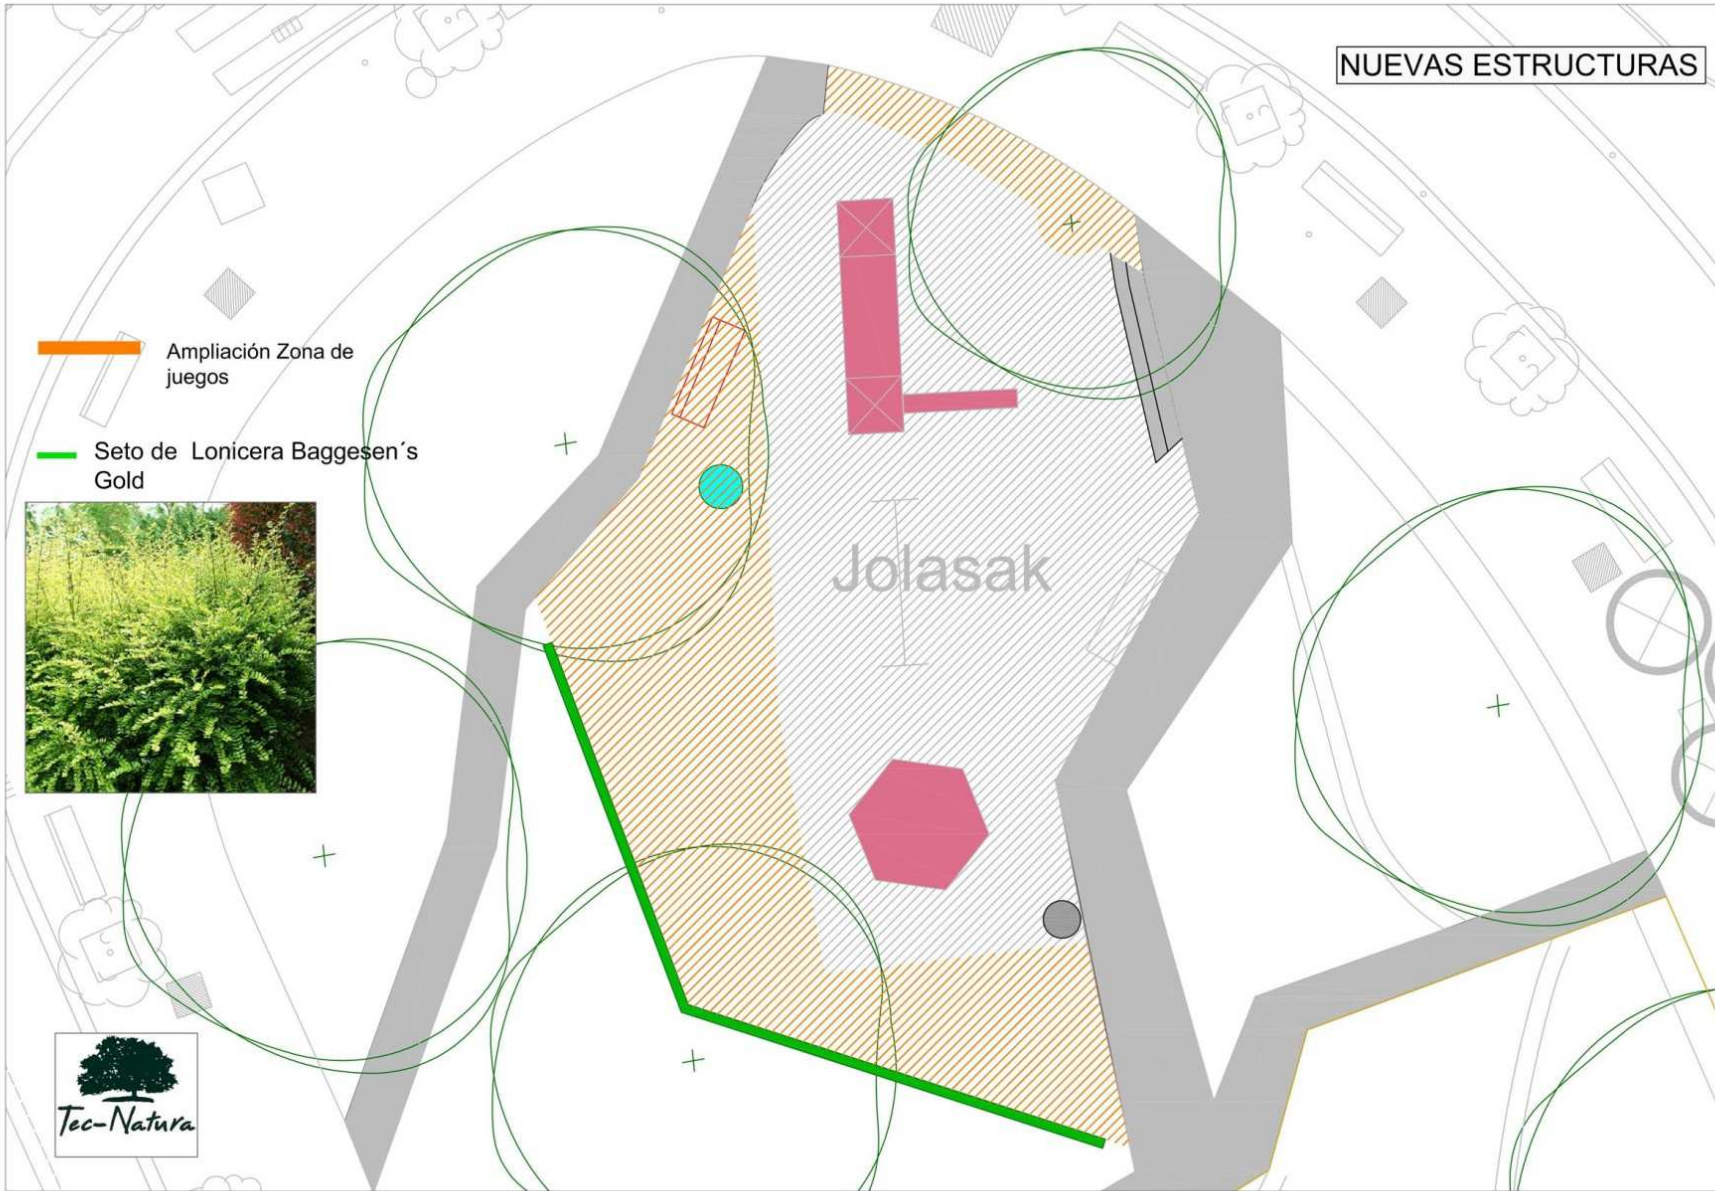 NUEVAS ESTRUCTURAS
Ampliación Zona de
juegos
Seto de Lonicera Baggesen´s
Gold
Jolasak
Tec-Natura